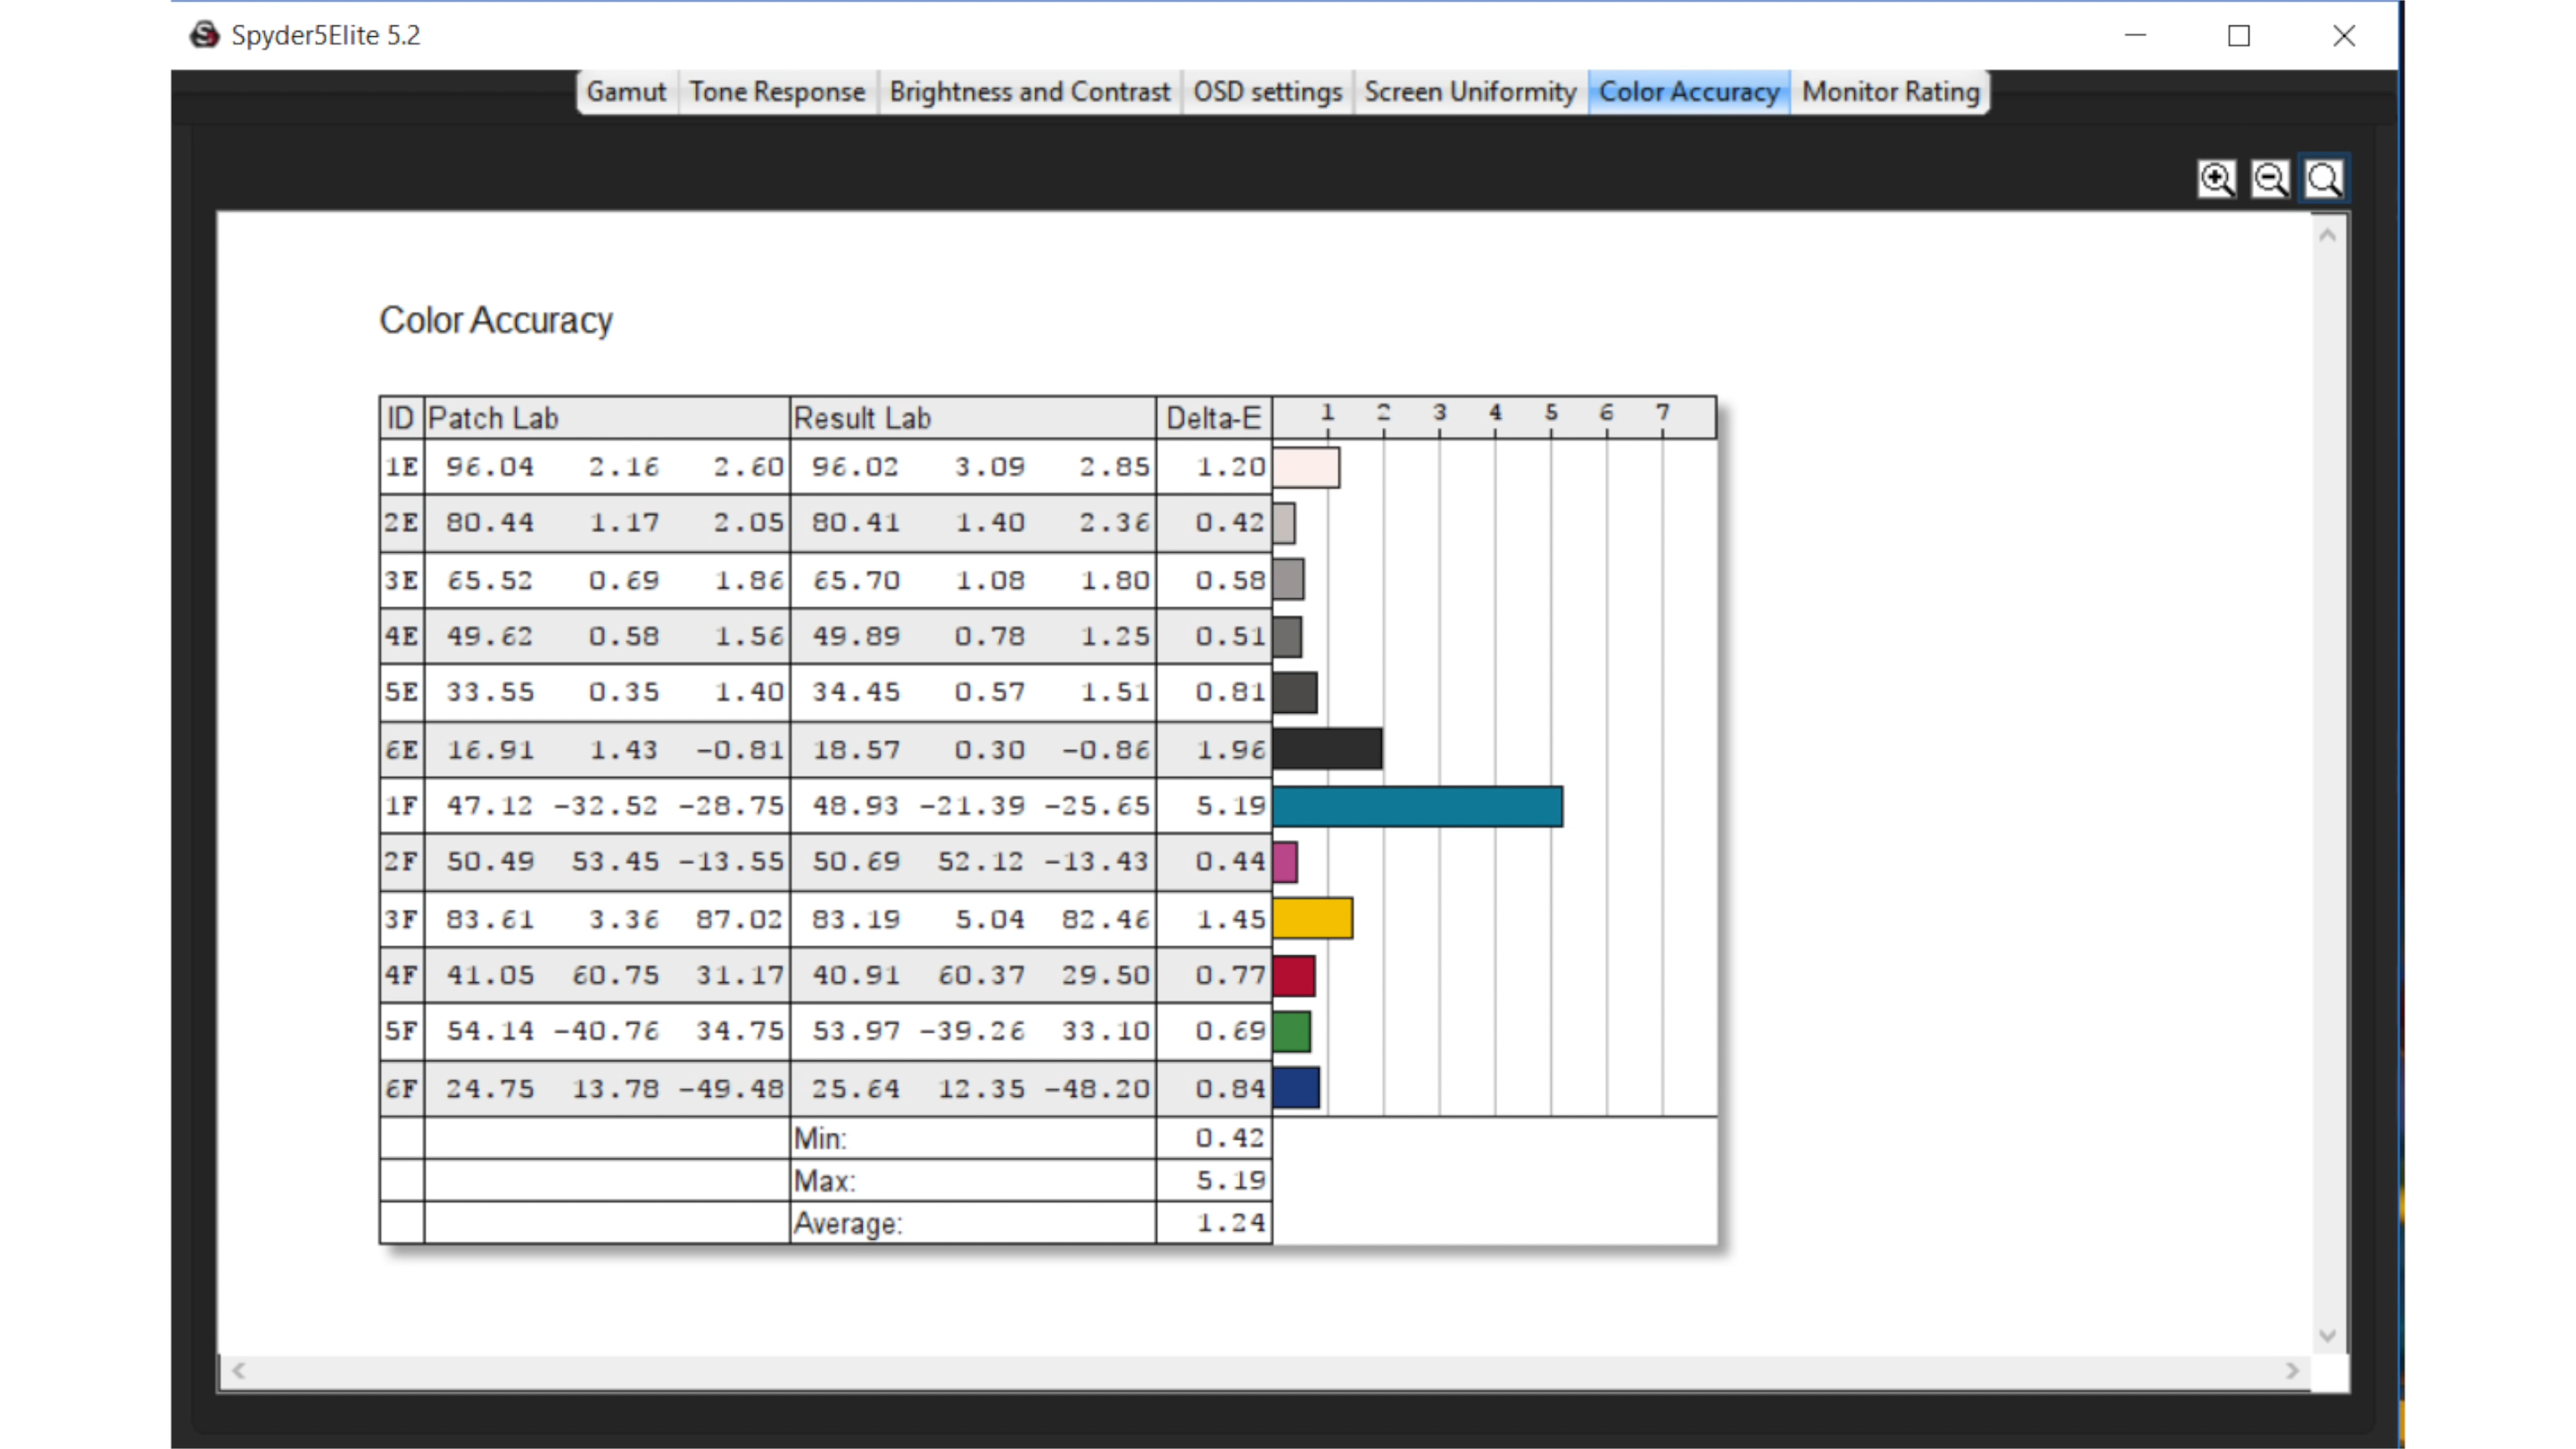 Spyder5Elite 5.2
Gamut Tone Response Brightness and Contrast OSD settings Screen Uniformity Color Accuracy Monitor Rating
Color Accuracy
ID Patch Lab Result Lab Delta-E 1 2 3 4 5 6 7
1E 96.04 2.16 2.60 96.02 3.09 2.85 1.20
2E 80.44 1.17 2.05 80.41 1.40 2.36 0.42
3E 65.52 0.69 1.86 65.70 1.08 1.80 0.58
4E 49.62 0.58 1.56 49.89 0.78 1.25 0.51
5E 33.55 0.35 1.40 34.45 0.57 1.51 0.81
6E 16.91 1.43 -0.81 18.57 0.30 -0.86 1.96
1F 47.12 -32.52 -28.75 48.93 -21.39 -25.65 5.19
2F 50.49 53.45 -13.55 50.69 52.12 -13.43 0.44
3F 83.61 3.36 87.02 83.19 5.04 82.46 1.45
4F 41.05 60.75 31.17 40.91 60.37 29.50 0.77
5F 54.14 -40.76 34.75 53.97 -39.26 33.10 0.69
6F 24.75 13.78 -49.48 25.64 12.35 -48.20 0.84
Min: 0.42
Max: 5.19
Average: 1.24